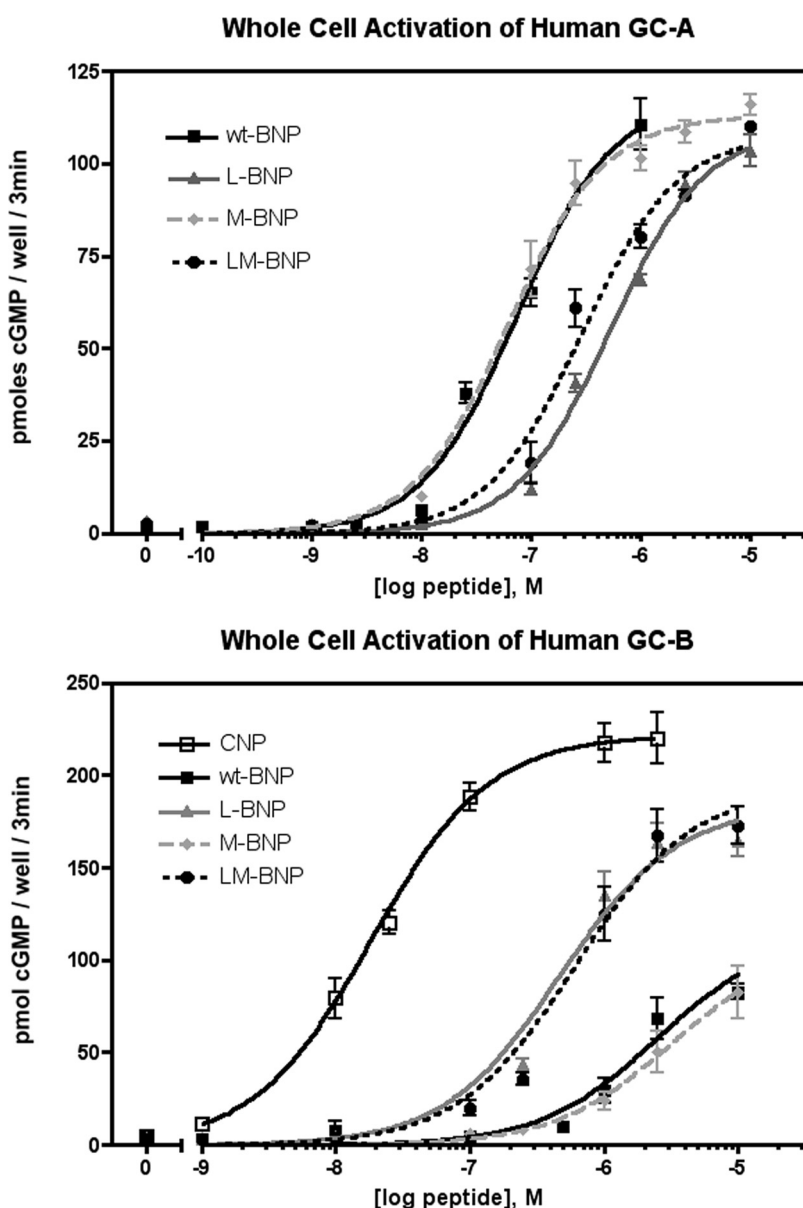 Whole Cell Activation of Human GC-A
pmoles cGMP / well / 3min
125
100
75
50
25
0
wt-BNP
L-BNP
M-BNP
LM-BNP
0 -10 -9 -8 -7 -6 -5
[log peptide], M
Whole Cell Activation of Human GC-B
pmol cGMP / well / 3min
250
200
150
100
50
0
CNP
wt-BNP
L-BNP
M-BNP
LM-BNP
0 -9 -8 -7 -6 -5
[log peptide], M